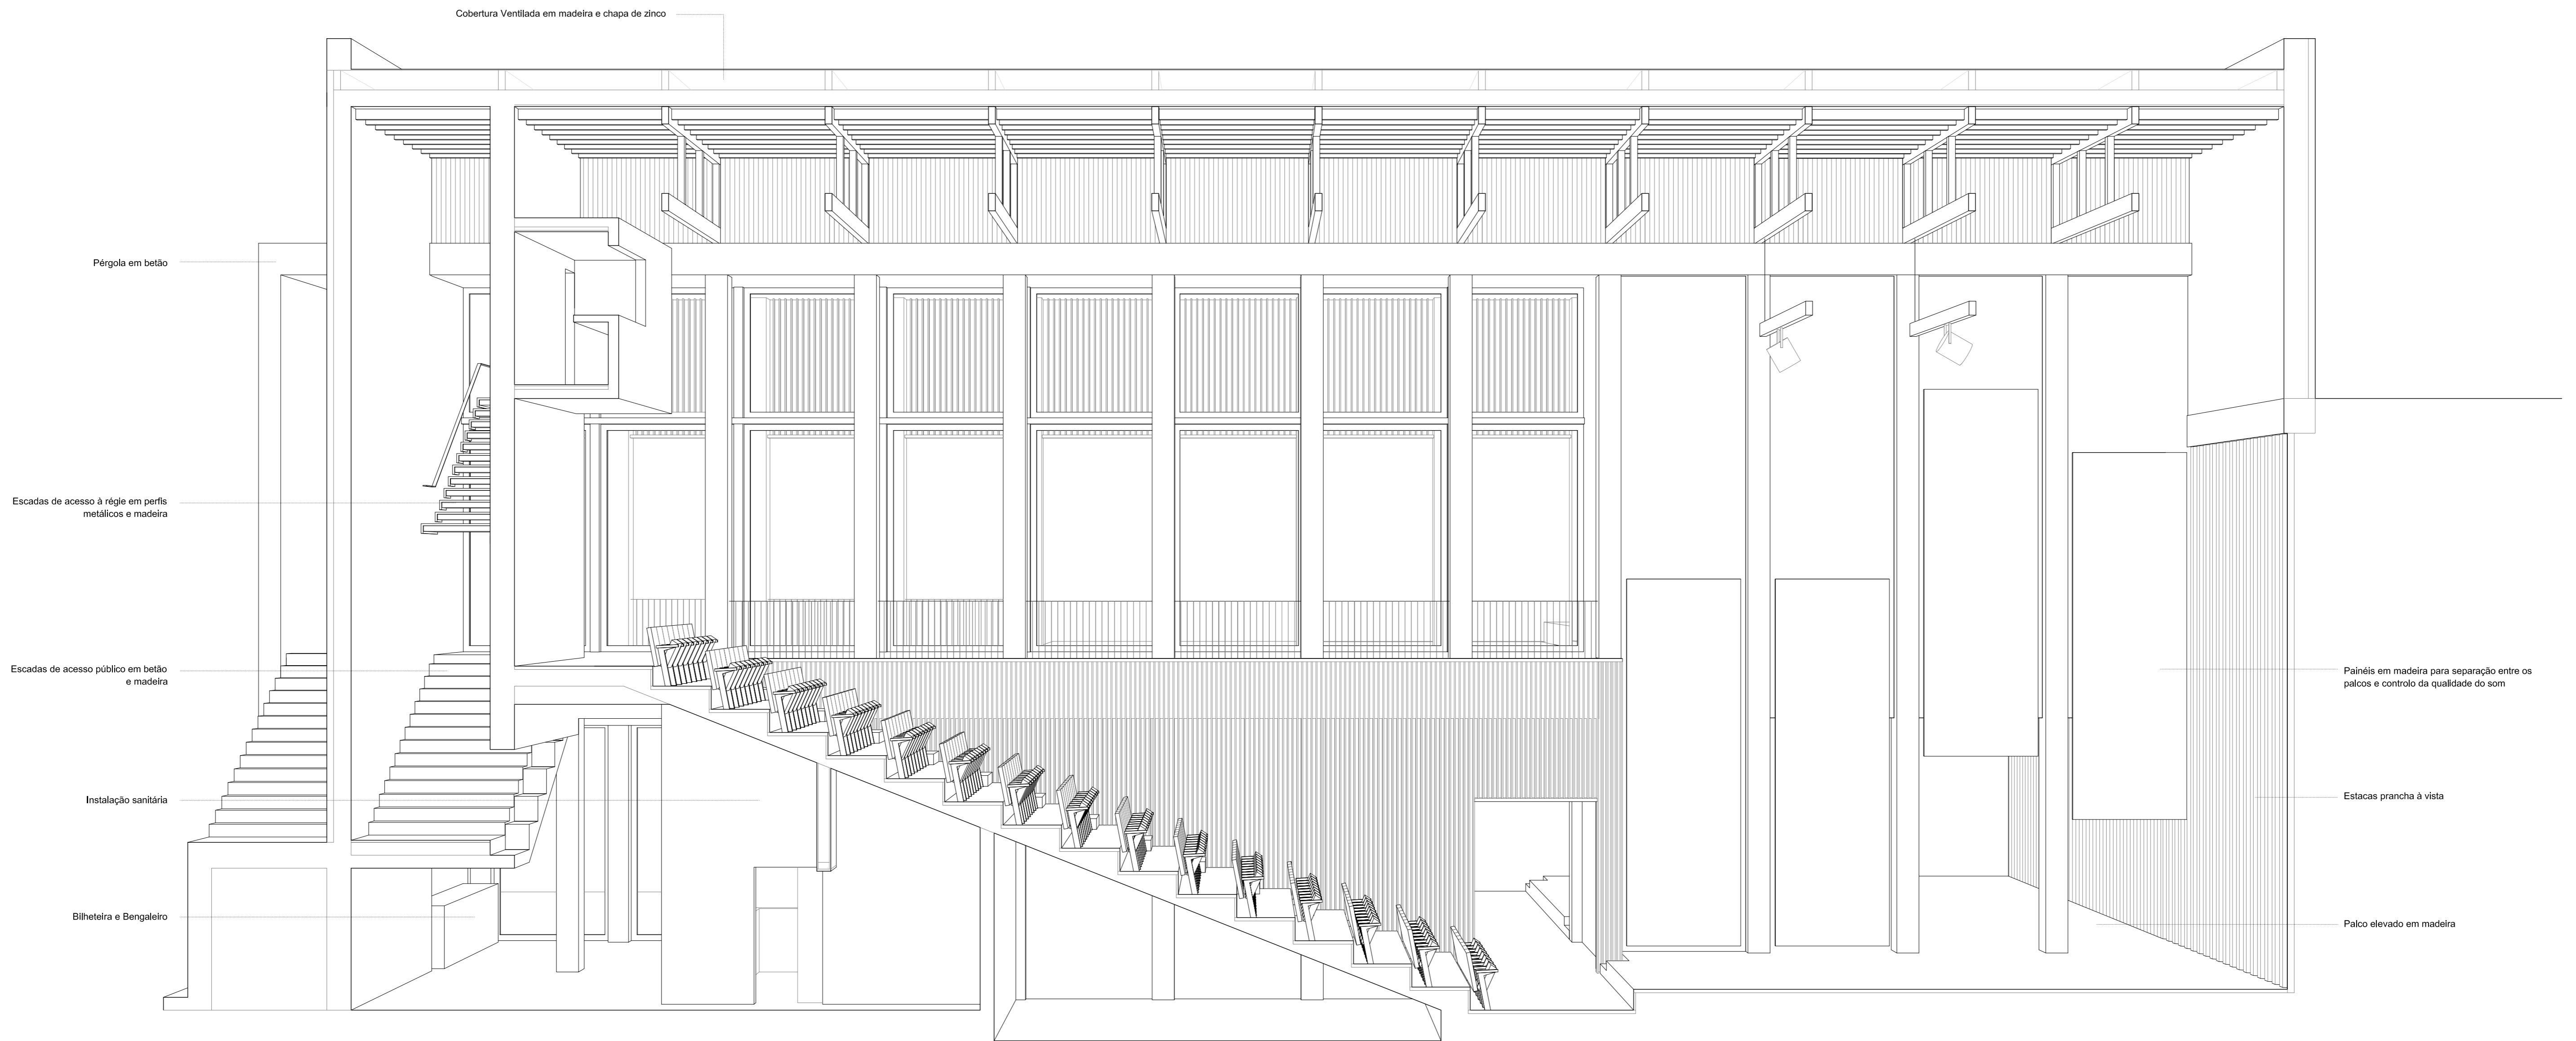 Cobertura Ventilada em madeira e chapa de zinco
Pérgola em betão
Escadas de acesso à régie em perfis
metálicos e madeira
Escadas de acesso público em betão
e madeira
Instalação sanitária
Bilheteira e Bengaleiro
Painéis em madeira para separação entre os
palcos e controlo da qualidade do som
Estacas prancha à vista
Palco elevado em madeira